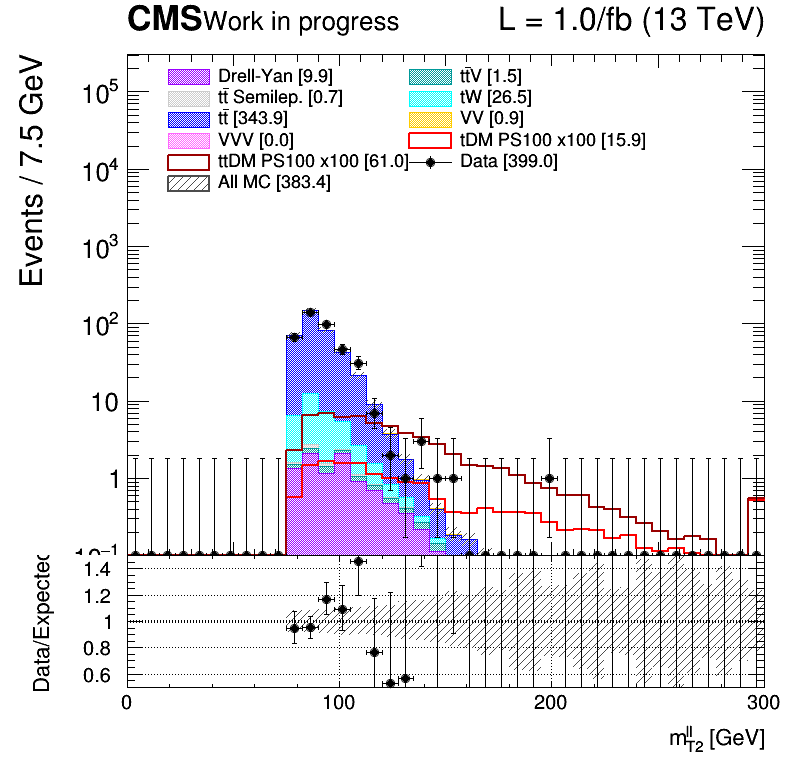 CMS Work in progress L = 1.0/fb (13 TeV)
Events / 7.5 GeV
Drell-Yan [9.9] tt̄V [1.5]
tt̄ Semilep. [0.7] tW [26.5]
tt̄ [343.9] VV [0.9]
VVV [0.0] tDM PS100 x100 [15.9]
ttDM PS100 x100 [61.0] Data [399.0]
All MC [383.4]
10⁵
10⁴
10³
10²
10
1
10⁻¹
Data/Expected
1.4
1.2
1
0.8
0.6
0 100 200 300
m_T2^ll [GeV]